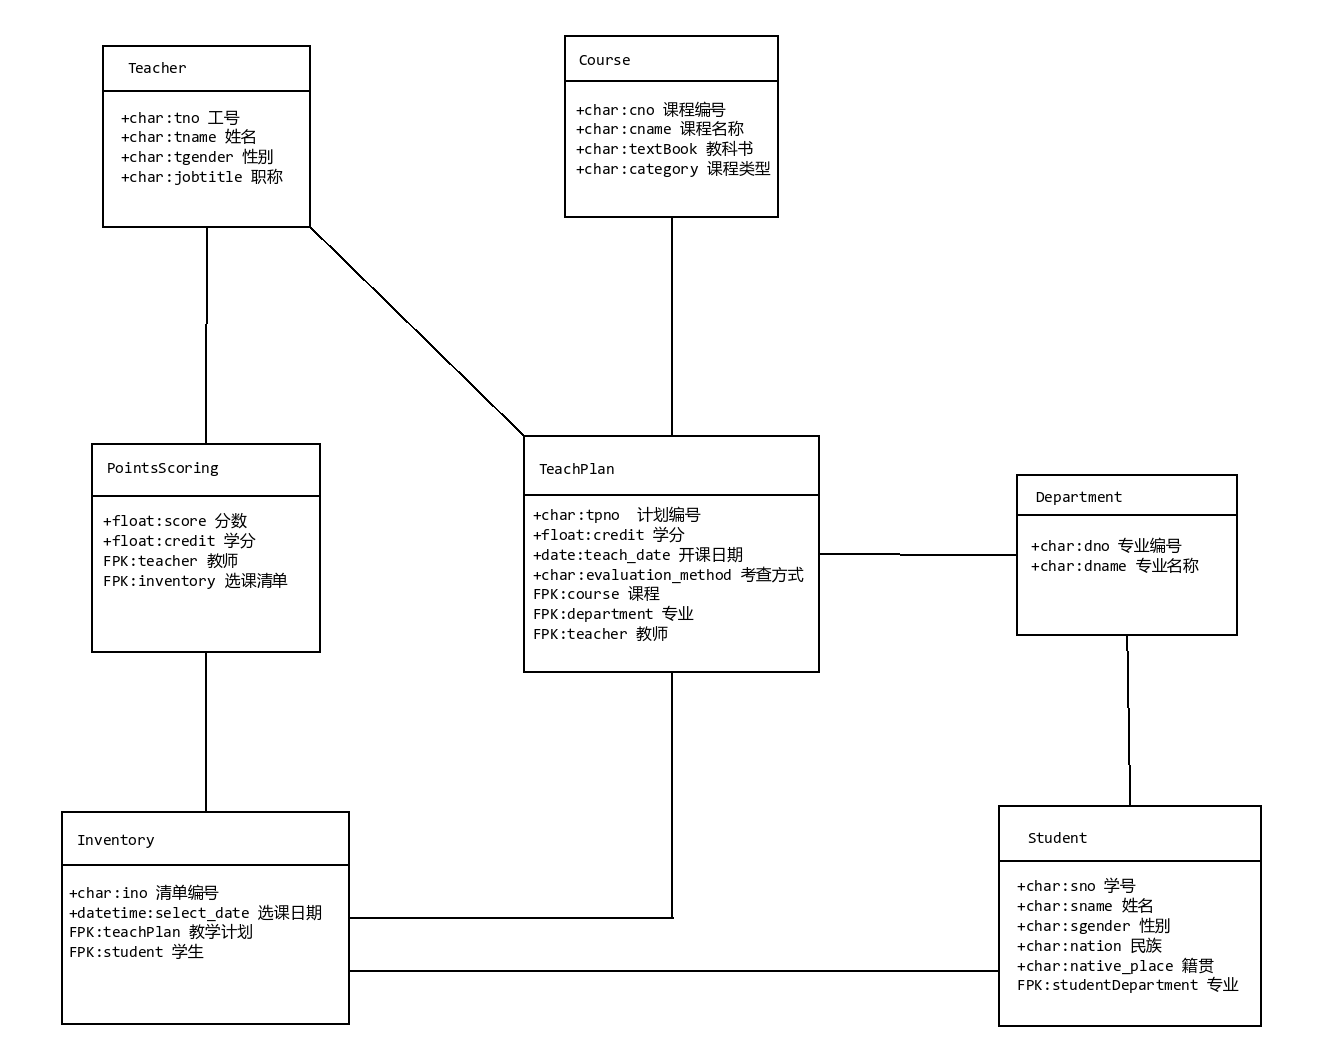 Teacher
+char:tno 工号
+char:tname 姓名
+char:tgender 性别
+char:jobtitle 职称
Course
+char:cno 课程编号
+char:cname 课程名称
+char:textBook 教科书
+char:category 课程类型
PointsScoring
+float:score 分数
+float:credit 学分
FPK:teacher 教师
FPK:inventory 选课清单
TeachPlan
+char:tpno  计划编号
+float:credit 学分
+date:teach_date 开课日期
+char:evaluation_method 考查方式
FPK:course 课程
FPK:department 专业
FPK:teacher 教师
Department
+char:dno 专业编号
+char:dname 专业名称
Inventory
+char:ino 清单编号
+datetime:select_date 选课日期
FPK:teachPlan 教学计划
FPK:student 学生
Student
+char:sno 学号
+char:sname 姓名
+char:sgender 性别
+char:nation 民族
+char:native_place 籍贯
FPK:studentDepartment 专业